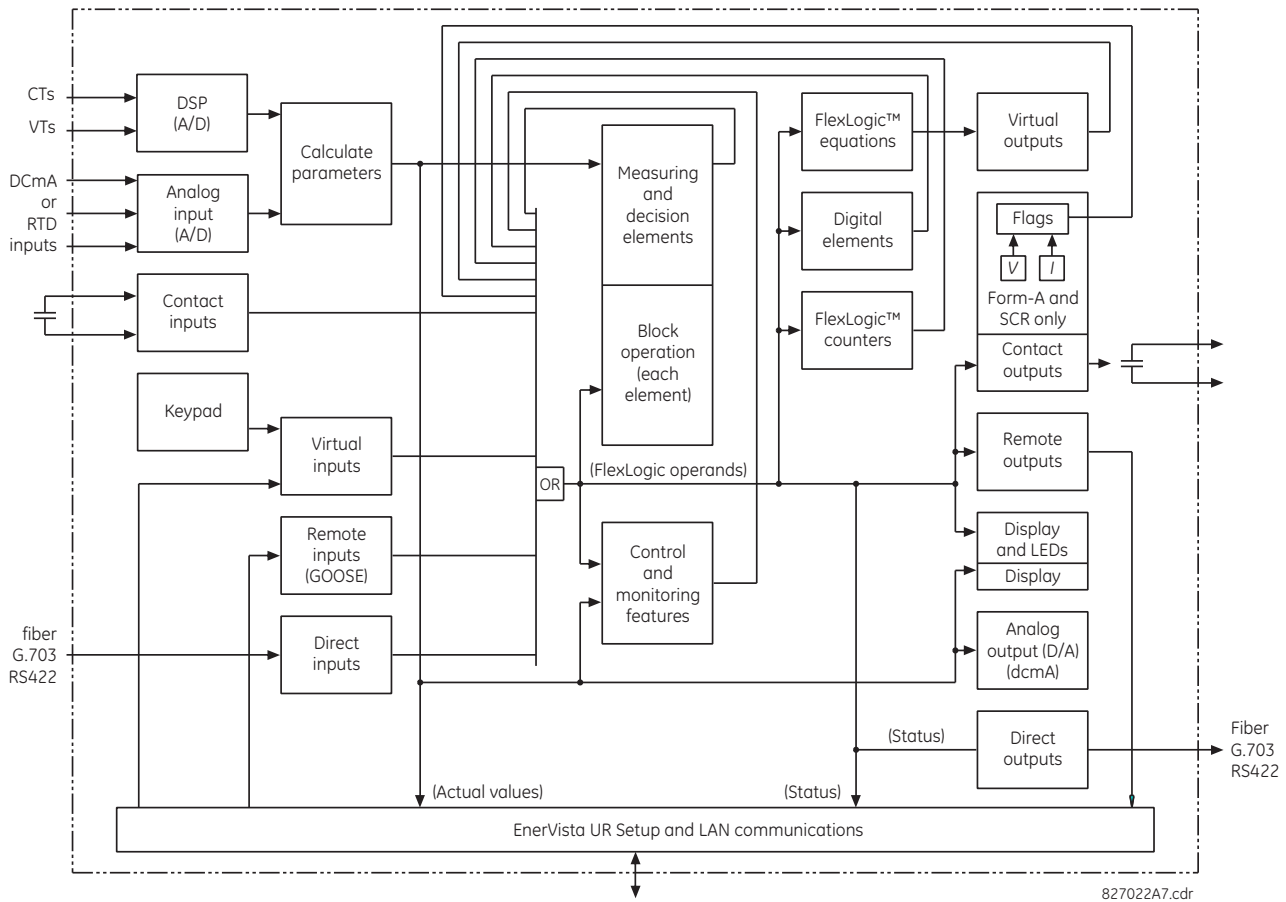 CTs
VTs
DCmA
or
RTD
inputs
DSP
(A/D)
Analog
input
(A/D)
Calculate
parameters
Contact
inputs
Keypad
Virtual
inputs
Remote
inputs
(GOOSE)
Direct
inputs
fiber
G.703
RS422
OR
(FlexLogic operands)
Measuring
and
decision
elements
Block
operation
(each
element)
Control
and
monitoring
features
FlexLogic™
equations
Digital
elements
FlexLogic™
counters
Virtual
outputs
Flags
V
I
Form-A and
SCR only
Contact
outputs
Remote
outputs
Display
and LEDs
Display
Analog
output (D/A)
(dcmA)
Direct
outputs
(Status)
Fiber
G.703
RS422
(Actual values)
(Status)
EnerVista UR Setup and LAN communications
827022A7.cdr